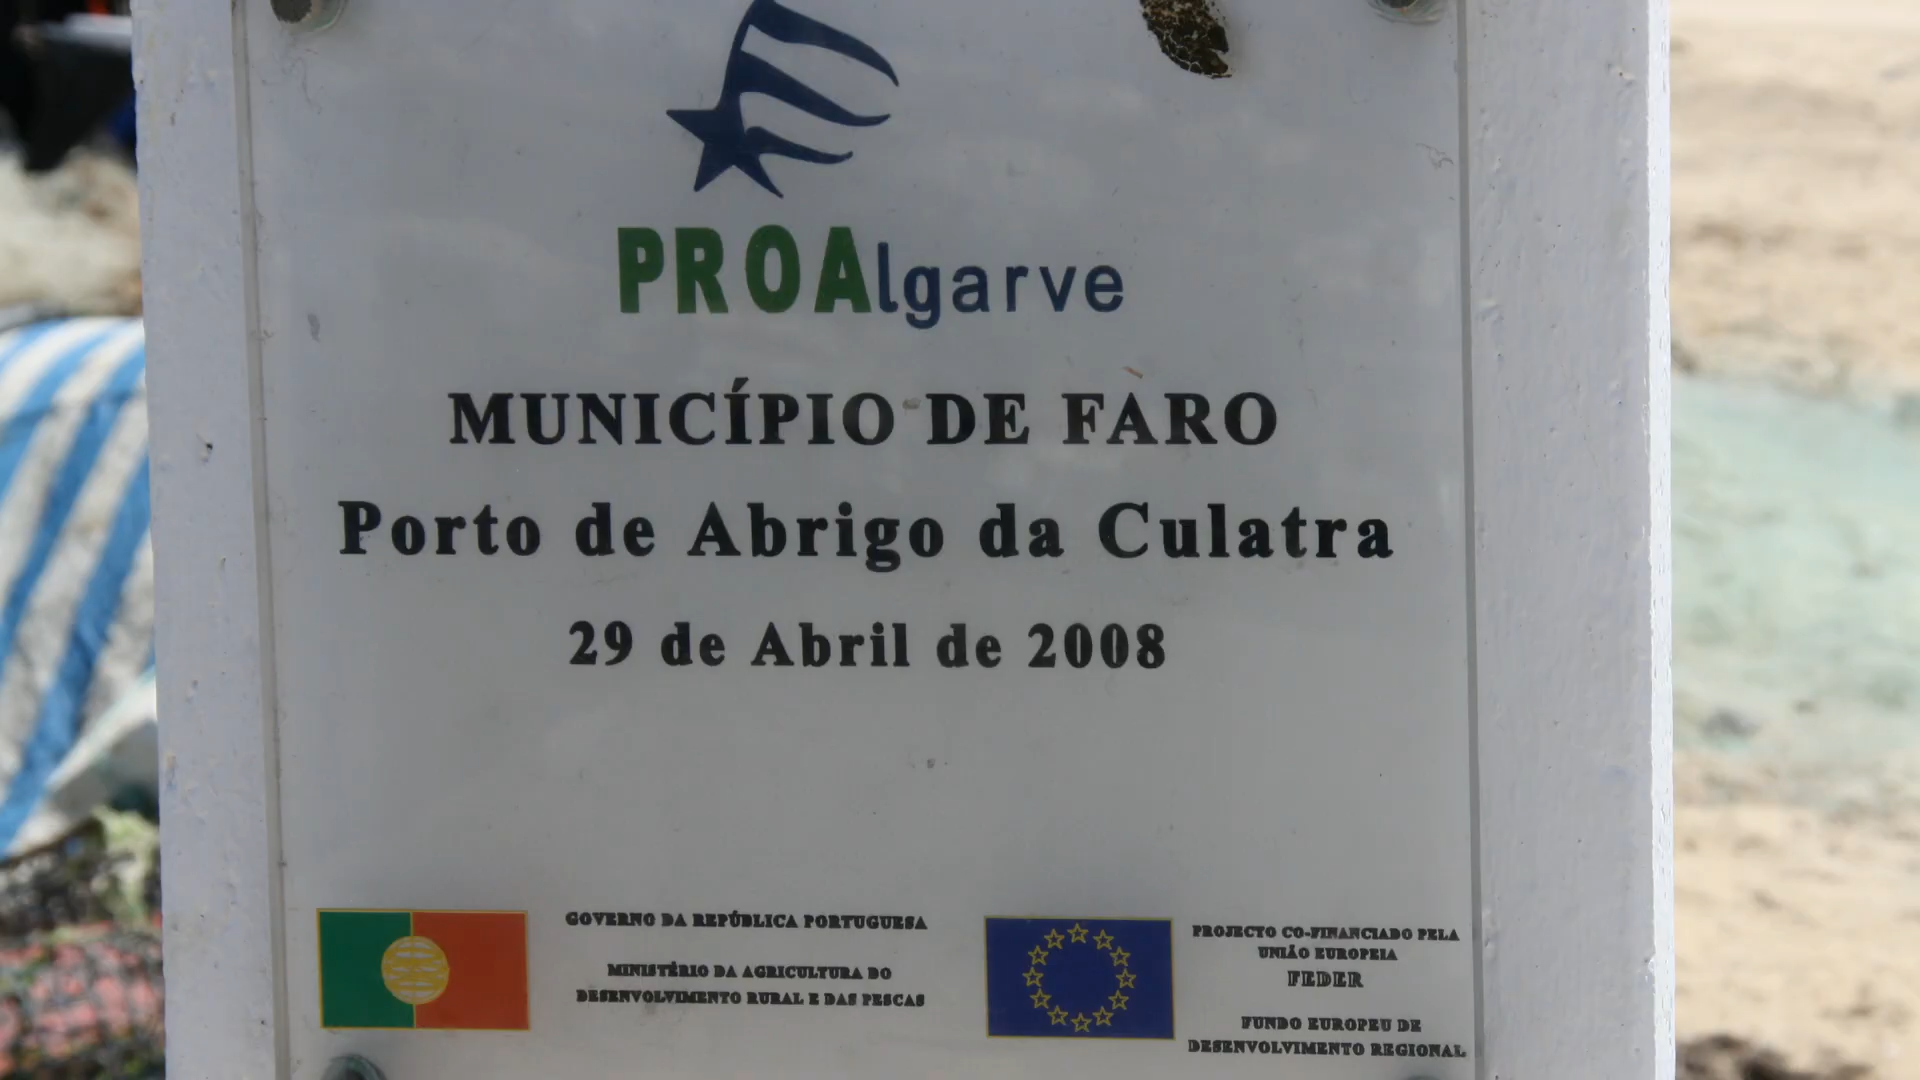 PROAlgarve
MUNICÍPIO DE FARO
Porto de Abrigo da Culatra
29 de Abril de 2008
GOVERNO DA REPÚBLICA PORTUGUESA
MINISTÉRIO DA AGRICULTURA DO
DESENVOLVIMENTO RURAL E DAS PESCAS
PROJECTO CO-FINANCIADO PELA
UNIÃO EUROPEIA
FEDER
FUNDO EUROPEU DE
DESENVOLVIMENTO REGIONAL